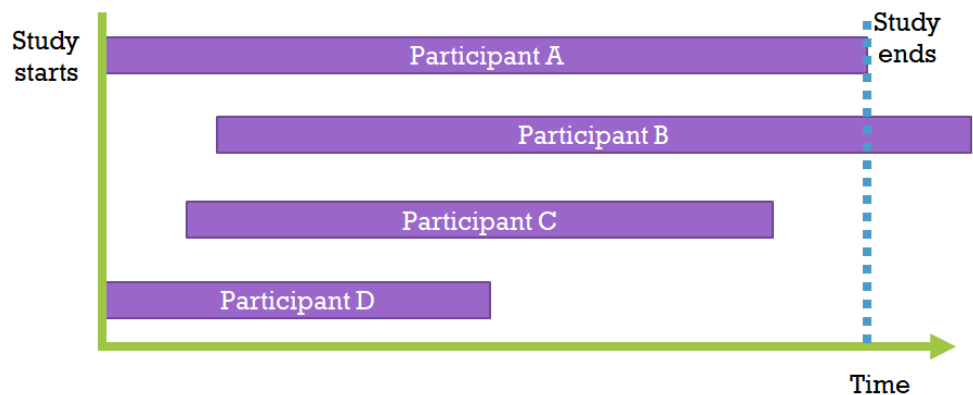 Study
starts
Participant A
Study
ends
Participant B
Participant C
Participant D
Time